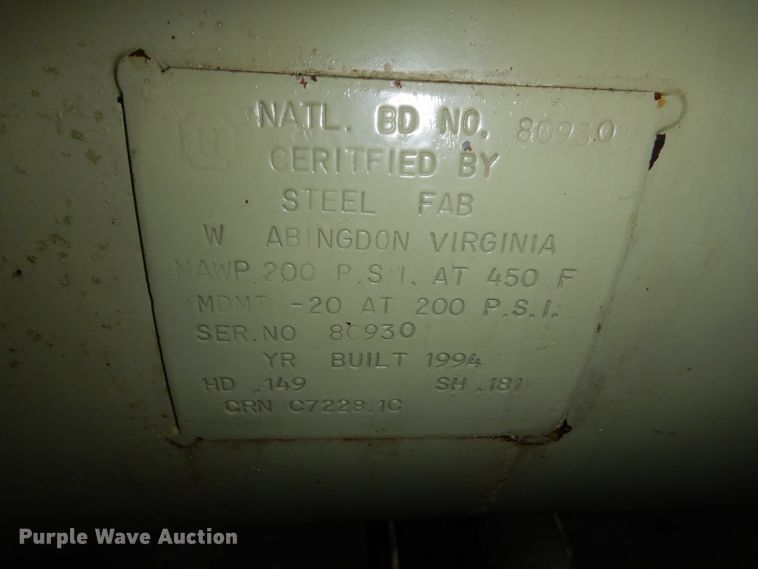 NATL. BD NO. 80930
U
CERITFIED BY
STEEL FAB
W ABINGDON VIRGINIA
MAWP 200 P.S.I. AT 450 F
MDMT -20 AT 200 P.S.I.
SER.NO 80930
YR BUILT 1994
HD .149 SH .181
CRN C7228.1C
Purple Wave Auction